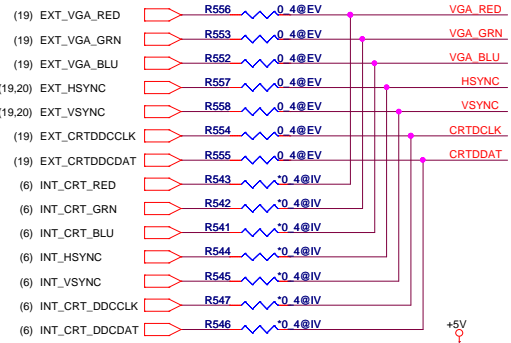 (19) EXT_VGA_RED R556 0_4@EV VGA_RED
(19) EXT_VGA_GRN R553 0_4@EV VGA_GRN
(19) EXT_VGA_BLU R552 0_4@EV VGA_BLU
(19,20) EXT_HSYNC R557 0_4@EV HSYNC
(19,20) EXT_VSYNC R558 0_4@EV VSYNC
(19) EXT_CRTDDCCLK R554 0_4@EV CRTDCLK
(19) EXT_CRTDDCDAT R555 0_4@EV CRTDDAT
(6) INT_CRT_RED R543 *0_4@IV
(6) INT_CRT_GRN R542 *0_4@IV
(6) INT_CRT_BLU R541 *0_4@IV
(6) INT_HSYNC R544 *0_4@IV
(6) INT_VSYNC R545 *0_4@IV
(6) INT_CRT_DDCCLK R547 *0_4@IV
(6) INT_CRT_DDCDAT R546 *0_4@IV
+5V